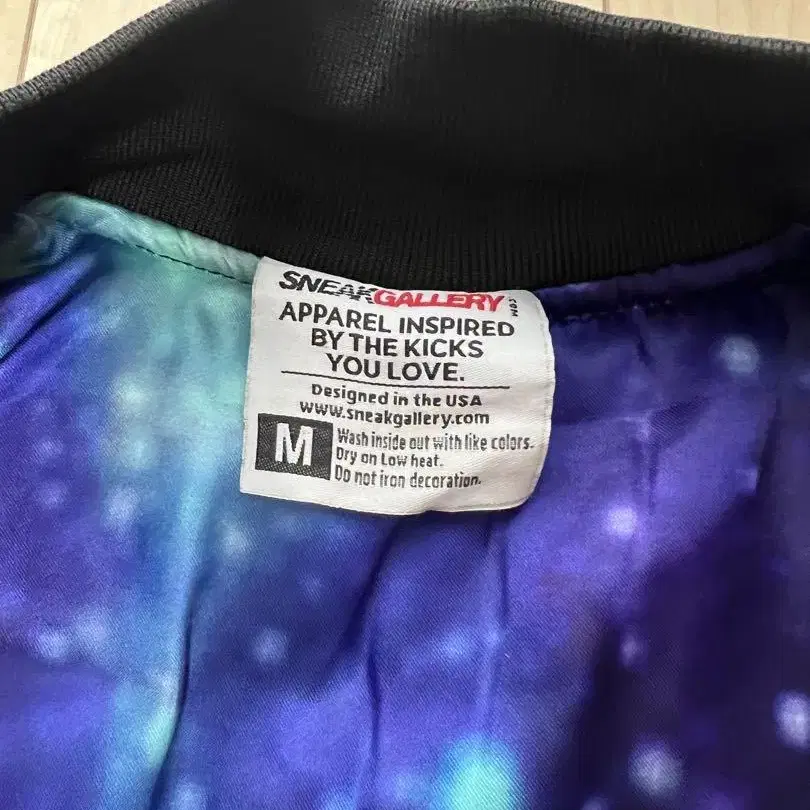 SNEAKGALLERY.COM
APPAREL INSPIRED
BY THE KICKS
YOU LOVE.
Designed in the USA
www.sneakgallery.com
M
Wash inside out with like colors.
Dry on Low heat.
Do not iron decoration.